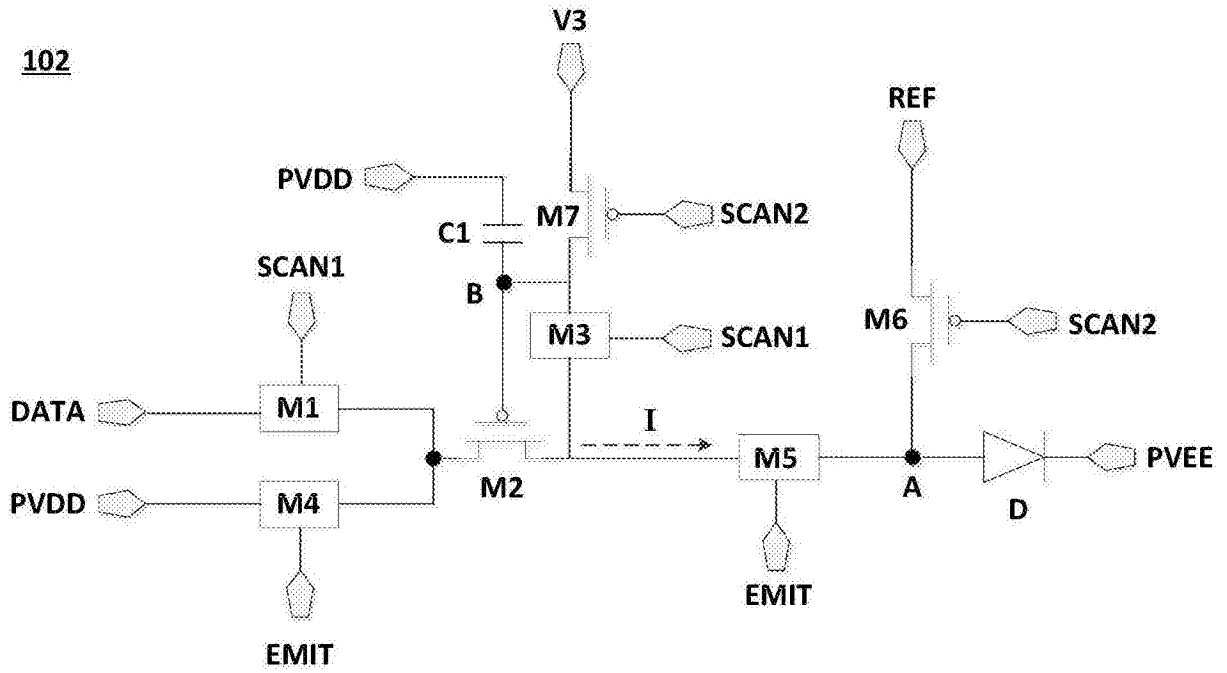 V3
102
REF
PVDD
M7
SCAN2
C1
SCAN1
B
M3
SCAN1
M6
SCAN2
DATA
M1
I
M5
PVEE
M2
A
PVDD
M4
D
EMIT
EMIT